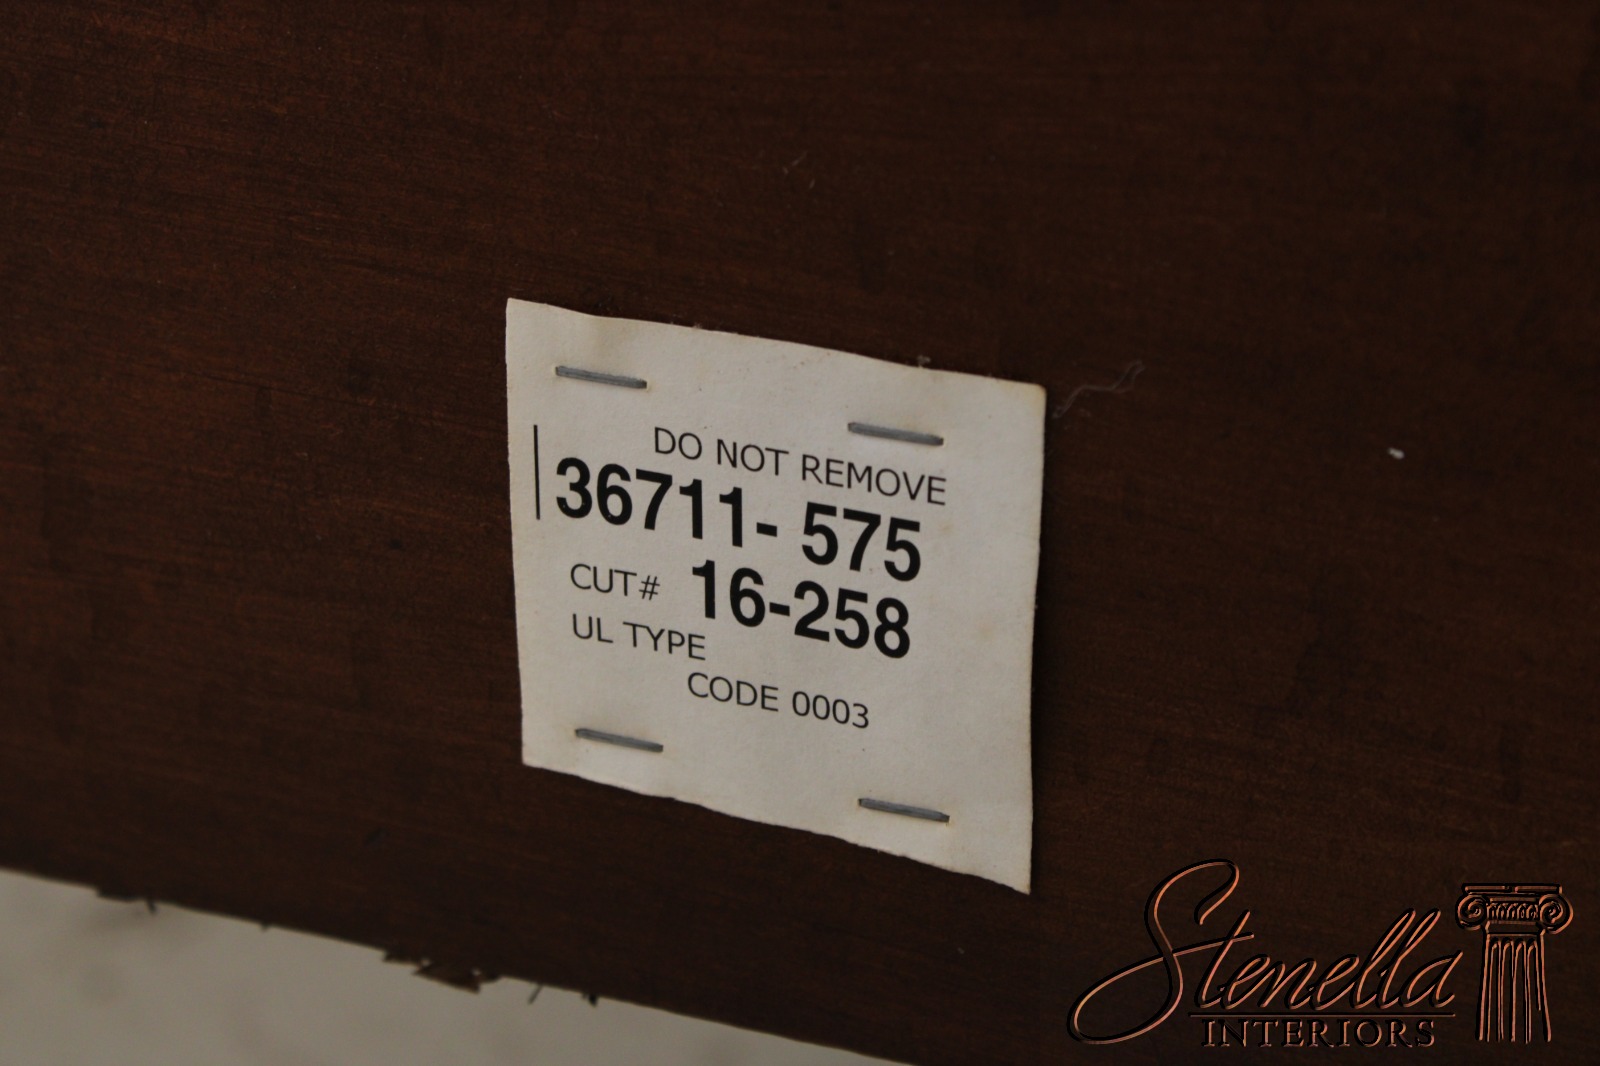 DO NOT REMOVE
36711- 575
CUT# 16-258
UL TYPE
CODE 0003
Stenella
INTERIORS